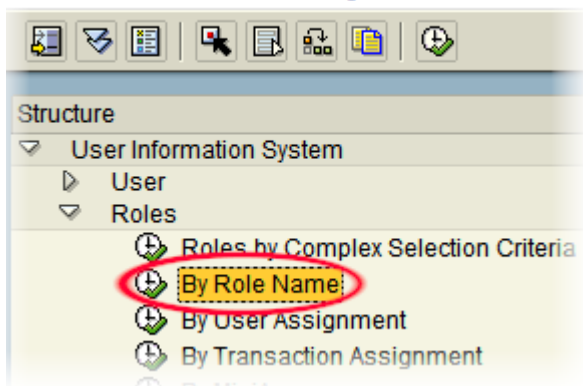 Structure
User Information System
User
Roles
Roles by Complex Selection Criteria
By Role Name
By User Assignment
By Transaction Assignment